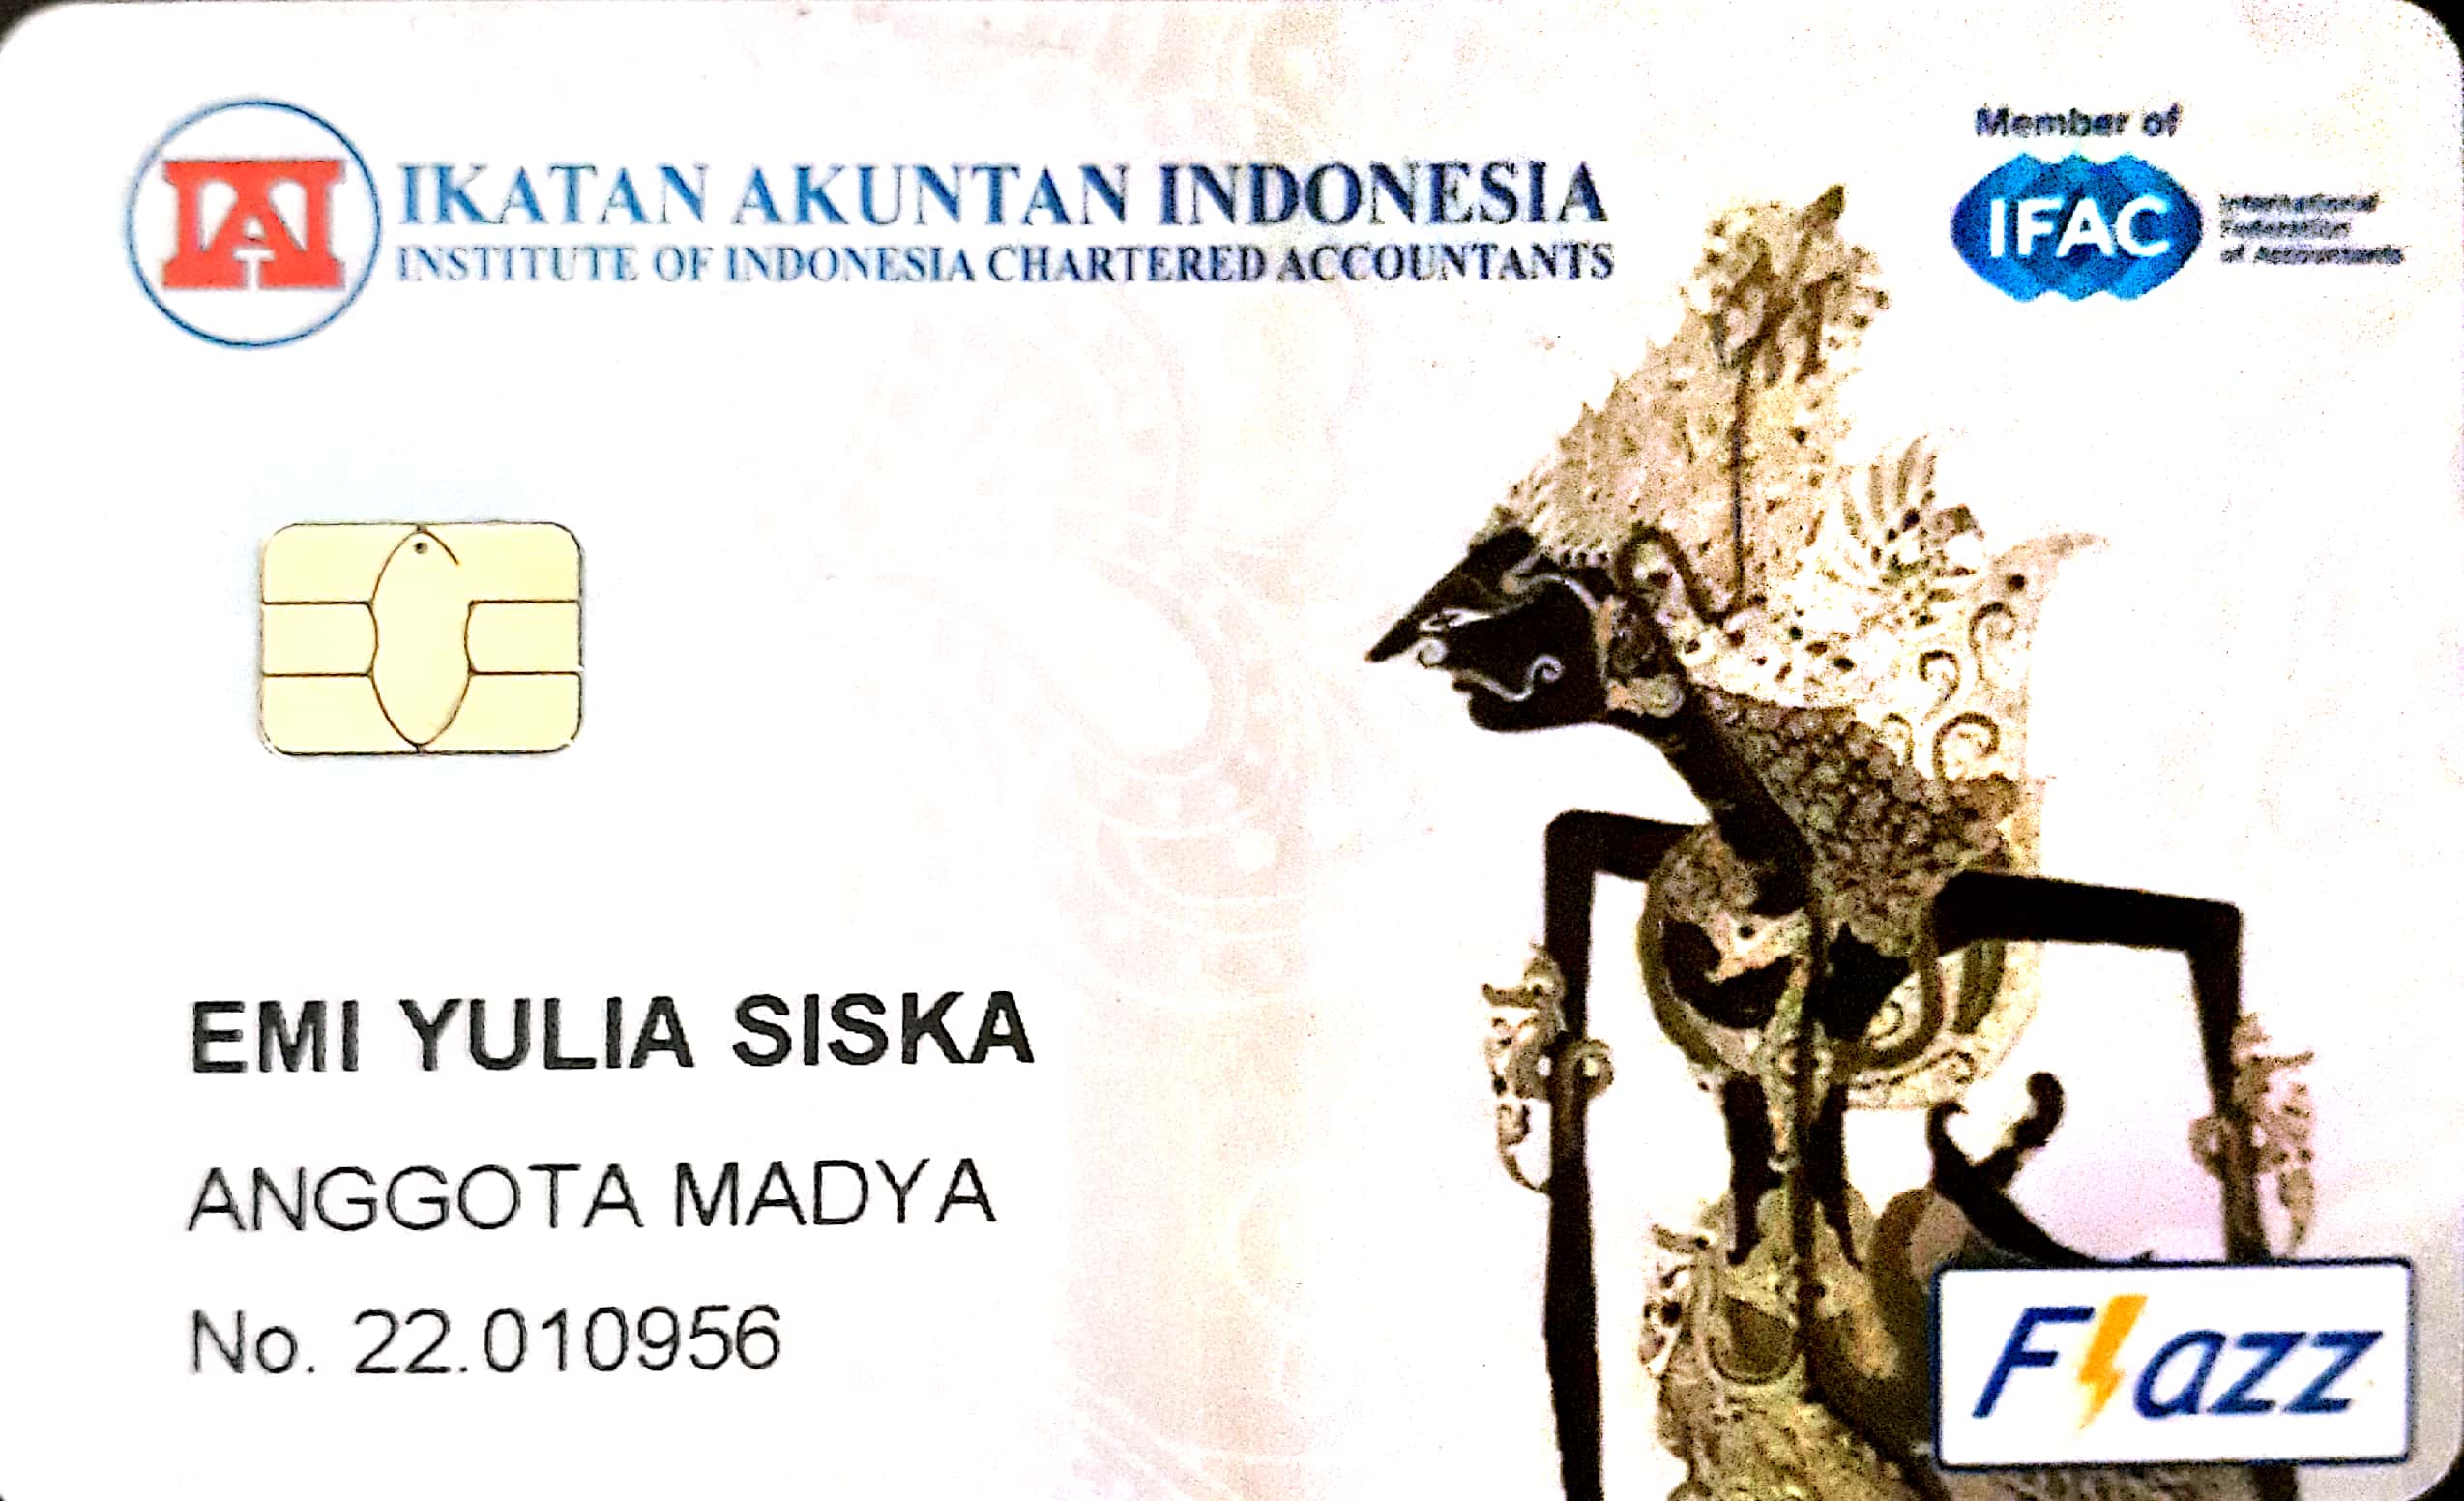 IAI
IKATAN AKUNTAN INDONESIA
INSTITUTE OF INDONESIA CHARTERED ACCOUNTANTS
Member of
IFAC
International
Federation
of Accountants
EMI YULIA SISKA
ANGGOTA MADYA
No. 22.010956
Flazz